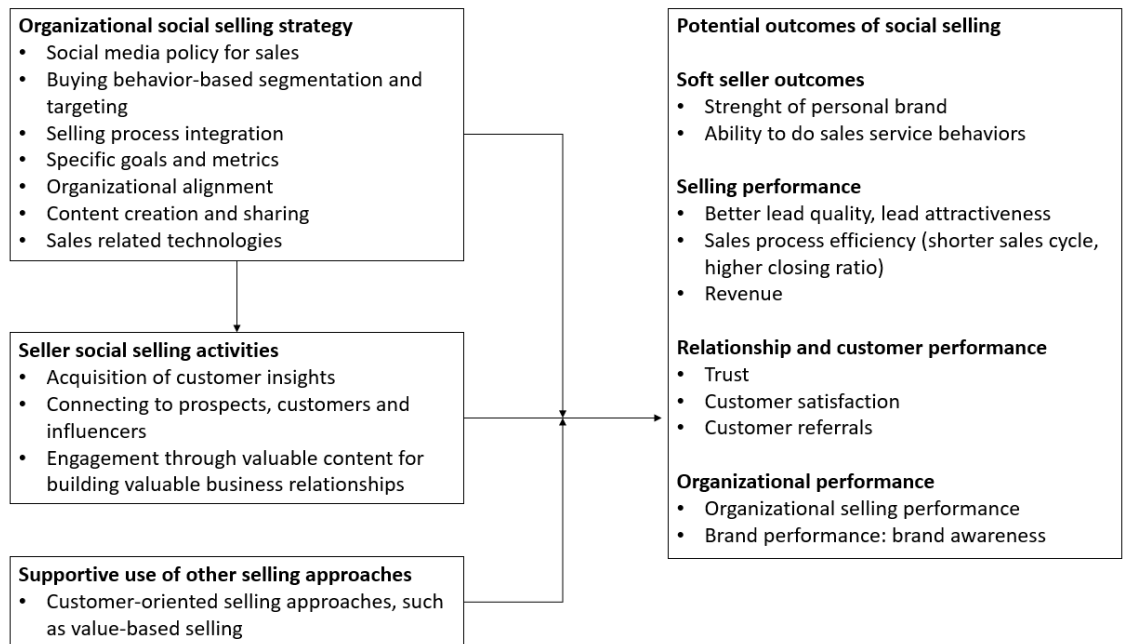 Organizational social selling strategy
• Social media policy for sales
• Buying behavior-based segmentation and
targeting
• Selling process integration
• Specific goals and metrics
• Organizational alignment
• Content creation and sharing
• Sales related technologies
Seller social selling activities
• Acquisition of customer insights
• Connecting to prospects, customers and
influencers
• Engagement through valuable content for
building valuable business relationships
Supportive use of other selling approaches
• Customer-oriented selling approaches, such
as value-based selling
Potential outcomes of social selling
Soft seller outcomes
• Strenght of personal brand
• Ability to do sales service behaviors
Selling performance
• Better lead quality, lead attractiveness
• Sales process efficiency (shorter sales cycle,
higher closing ratio)
• Revenue
Relationship and customer performance
• Trust
• Customer satisfaction
• Customer referrals
Organizational performance
• Organizational selling performance
• Brand performance: brand awareness